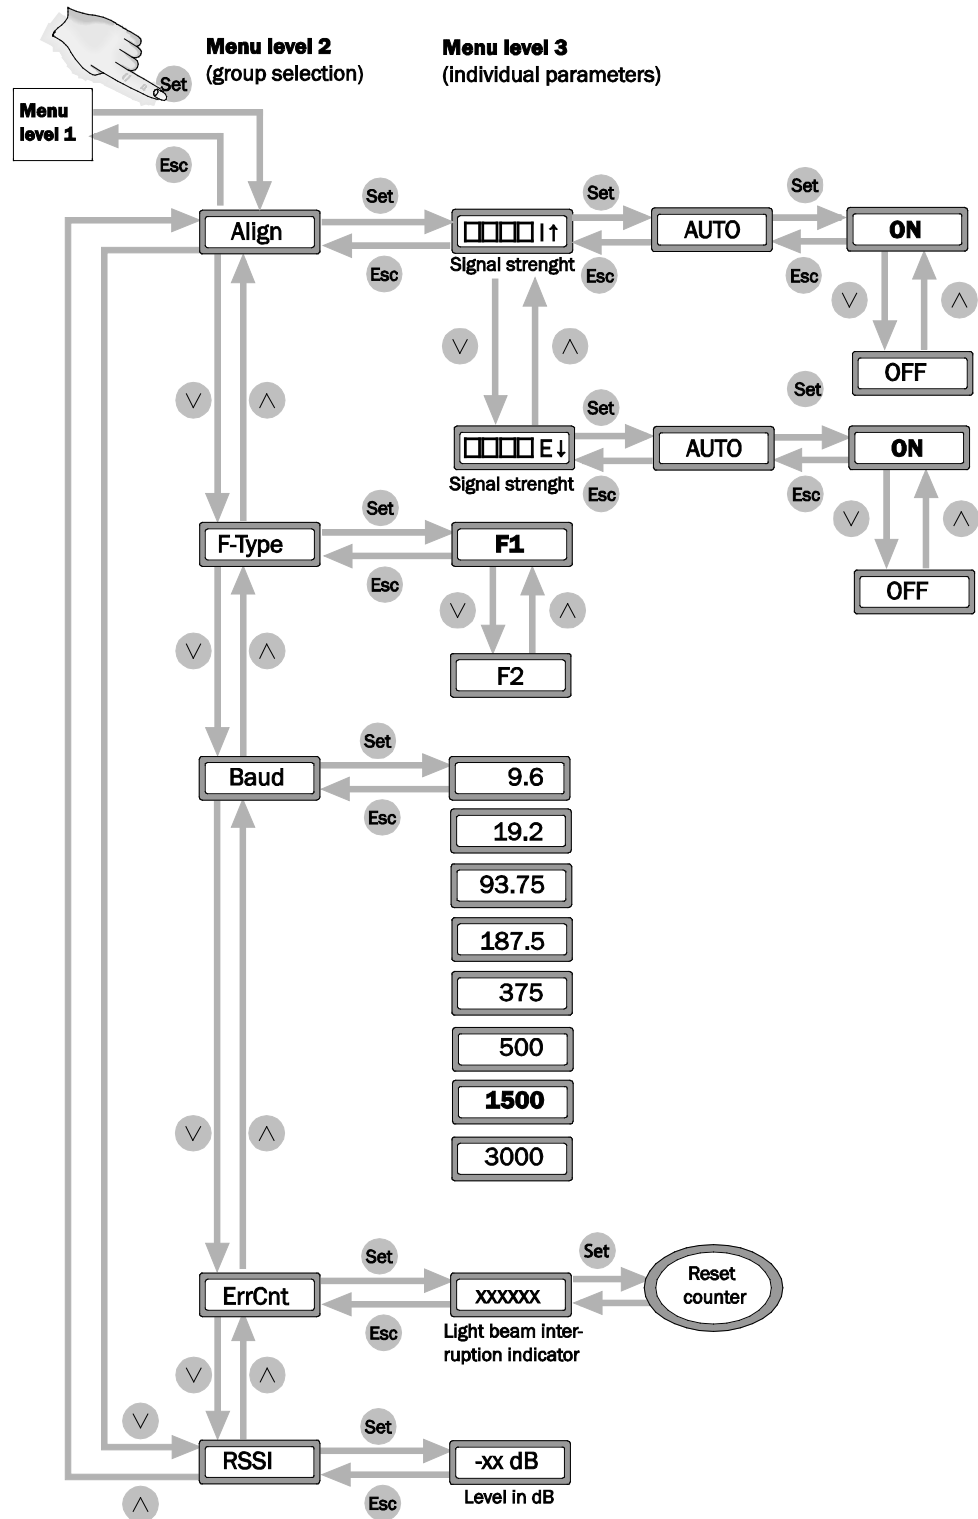 Menu level 2
(group selection)
Menu level 3
(individual parameters)
Set
Menu
level 1
Esc
Align
Set
Esc
I↑
Signal strenght
Set
Esc
AUTO
Set
Esc
ON
∨
∧
OFF
∨
∧
E↓
Signal strenght
Set
Esc
AUTO
Set
Esc
ON
∨
∧
OFF
∨
∧
F-Type
Set
Esc
F1
∨
∧
F2
∨
∧
Baud
Set
Esc
9.6
19.2
93.75
187.5
375
500
1500
3000
∨
∧
ErrCnt
Set
Esc
xxxxxx
Light beam inter-
ruption indicator
Set
Reset
counter
∨
∧
∨
∧
RSSI
Set
Esc
-xx dB
Level in dB